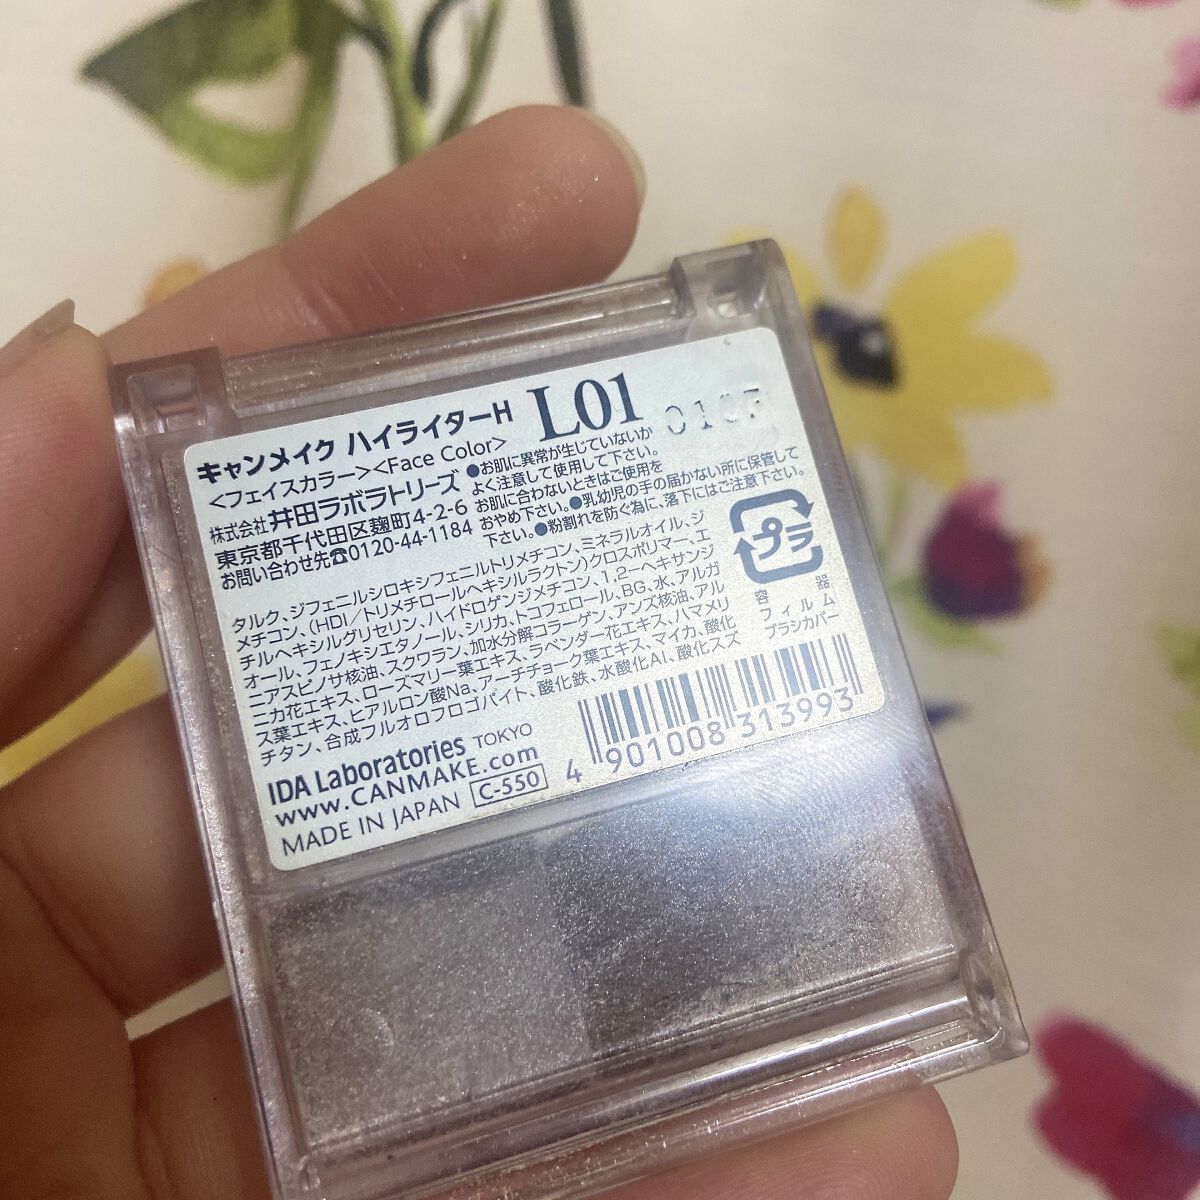 キャンメイク ハイライターH L01
<フェイスカラー><Face Color>
株式会社 井田ラボラトリーズ
東京都千代田区麹町4-2-6
お問い合わせ先☎0120-44-1184
●お肌に異常が生じていないか
よく注意して使用して下さい。
お肌に合わないときはご使用を
おやめ下さい。●乳幼児の手の届かない所に保管して
下さい。●粉割れを防ぐ為に、落下にはご注意下さい。
タルク、ジフェニルシロキシフェニルトリメチコン、ミネラルオイル、ジ
メチコン、(HDI/トリメチロールヘキシルラクトン)クロスポリマー、エ
チルヘキシルグリセリン、ハイドロゲンジメチコン、1,2-ヘキサンジ
オール、フェノキシエタノール、シリカ、トコフェロール、BG、水、アルガ
ニアスピノサ核油、スクワラン、加水分解コラーゲン、アンズ核油、アル
ニカ花エキス、ローズマリー葉エキス、ラベンダー花エキス、ハマメリ
ス葉エキス、ヒアルロン酸Na、アーチチョーク葉エキス、マイカ、酸化
チタン、合成フルオロフロゴパイト、酸化鉄、水酸化Al、酸化スズ
プラ
容器
フィルム
ブラシカバー
IDA Laboratories TOKYO
www.CANMAKE.com
MADE IN JAPAN C-550
4 901008 313993